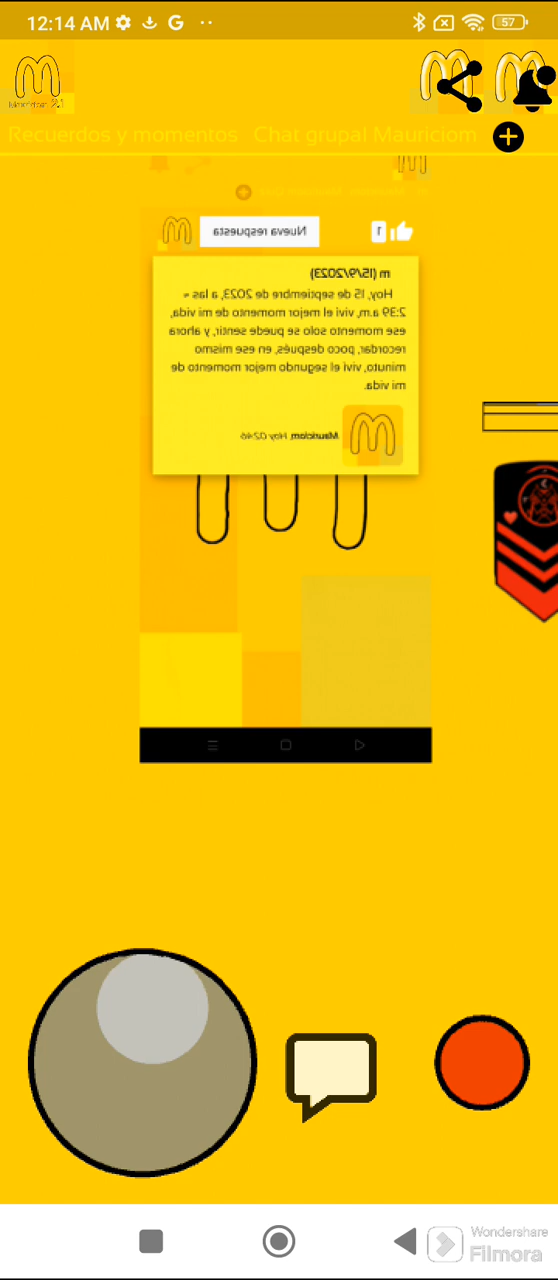 12:14 AM
57
Recuerdos y momentos Chat grupal Mauriciom
Nueva respuesta
1
m (15/9/2023)
Hoy, 15 de septiembre de 2023, a las ~
2:39 a.m, viví el mejor momento de mi vida,
ese momento solo se puede sentir, y ahora
recordar, poco después, en ese mismo
minuto, viví el segundo mejor momento de
mi vida.
Mauriciom, Hoy 02:46
Wondershare
Filmora